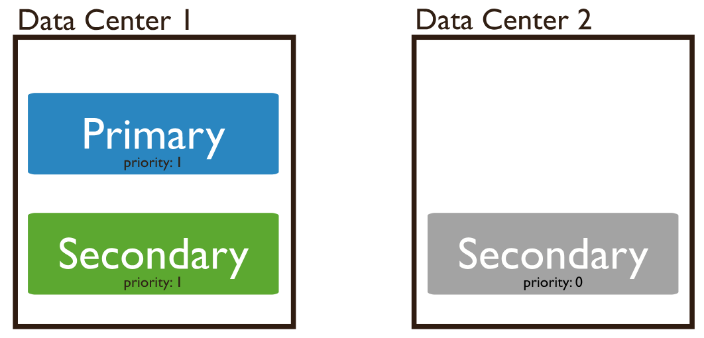 Data Center 1
Primary
priority: 1
Secondary
priority: 1
Data Center 2
Secondary
priority: 0